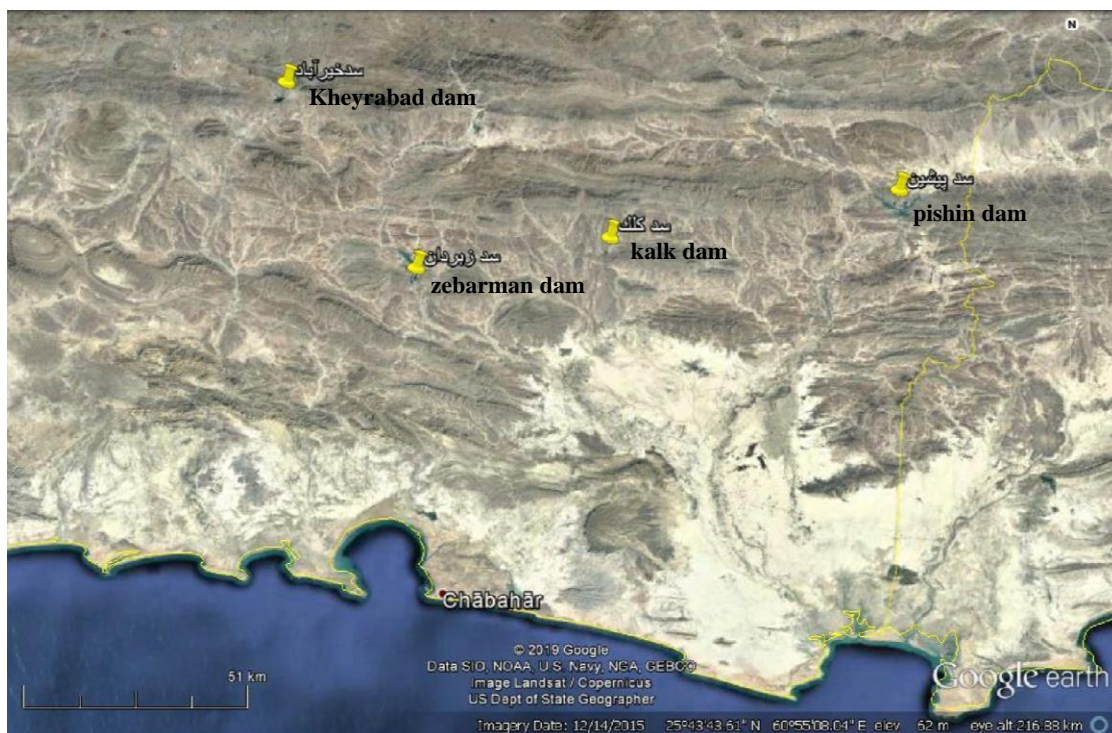 N
سدخیرآباد
Kheyrabad dam
سد پیشین
pishin dam
سد کلک
kalk dam
سد زیردان
zebarman dam
Chābahār
© 2019 Google
Data SIO, NOAA, U.S. Navy, NGA, GEBCO
Image Landsat / Copernicus
US Dept of State Geographer
51 km
Google earth
Imagery Date: 12/14/2015 25°43'43.61" N 60°55'08.04" E elev 62 m eye alt 216.88 km